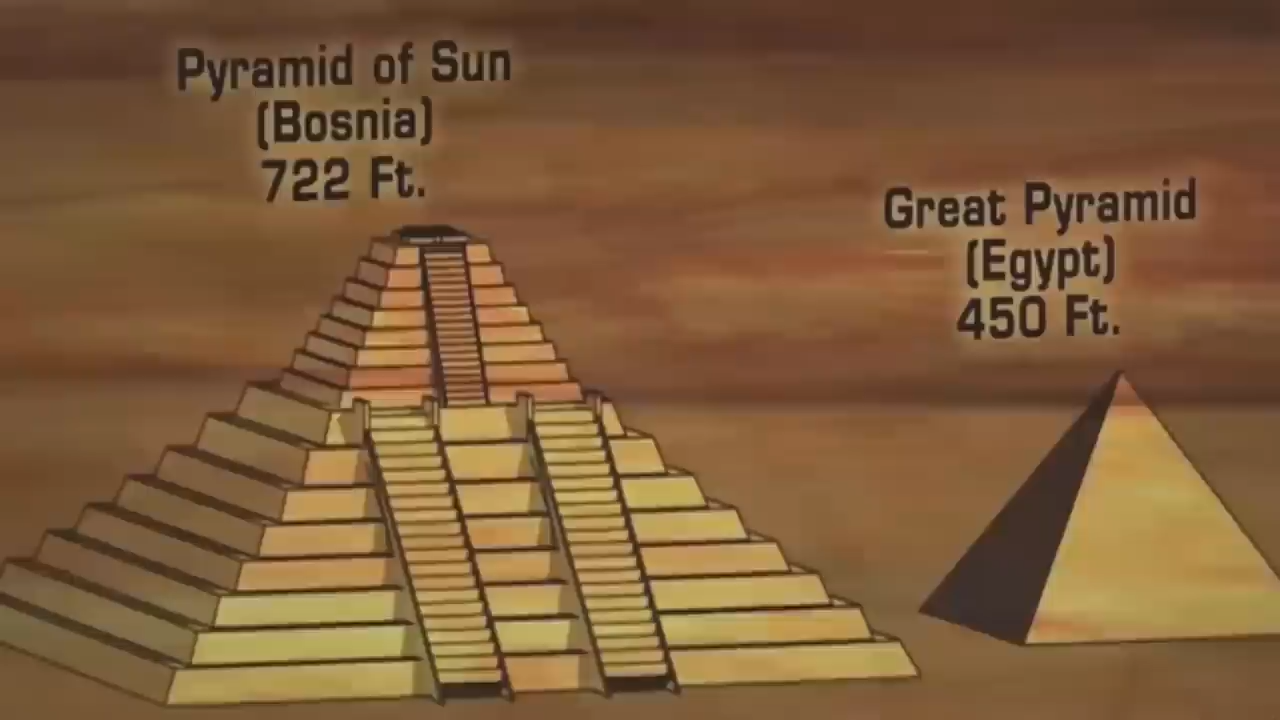 Pyramid of Sun
(Bosnia)
722 Ft.
Great Pyramid
(Egypt)
450 Ft.